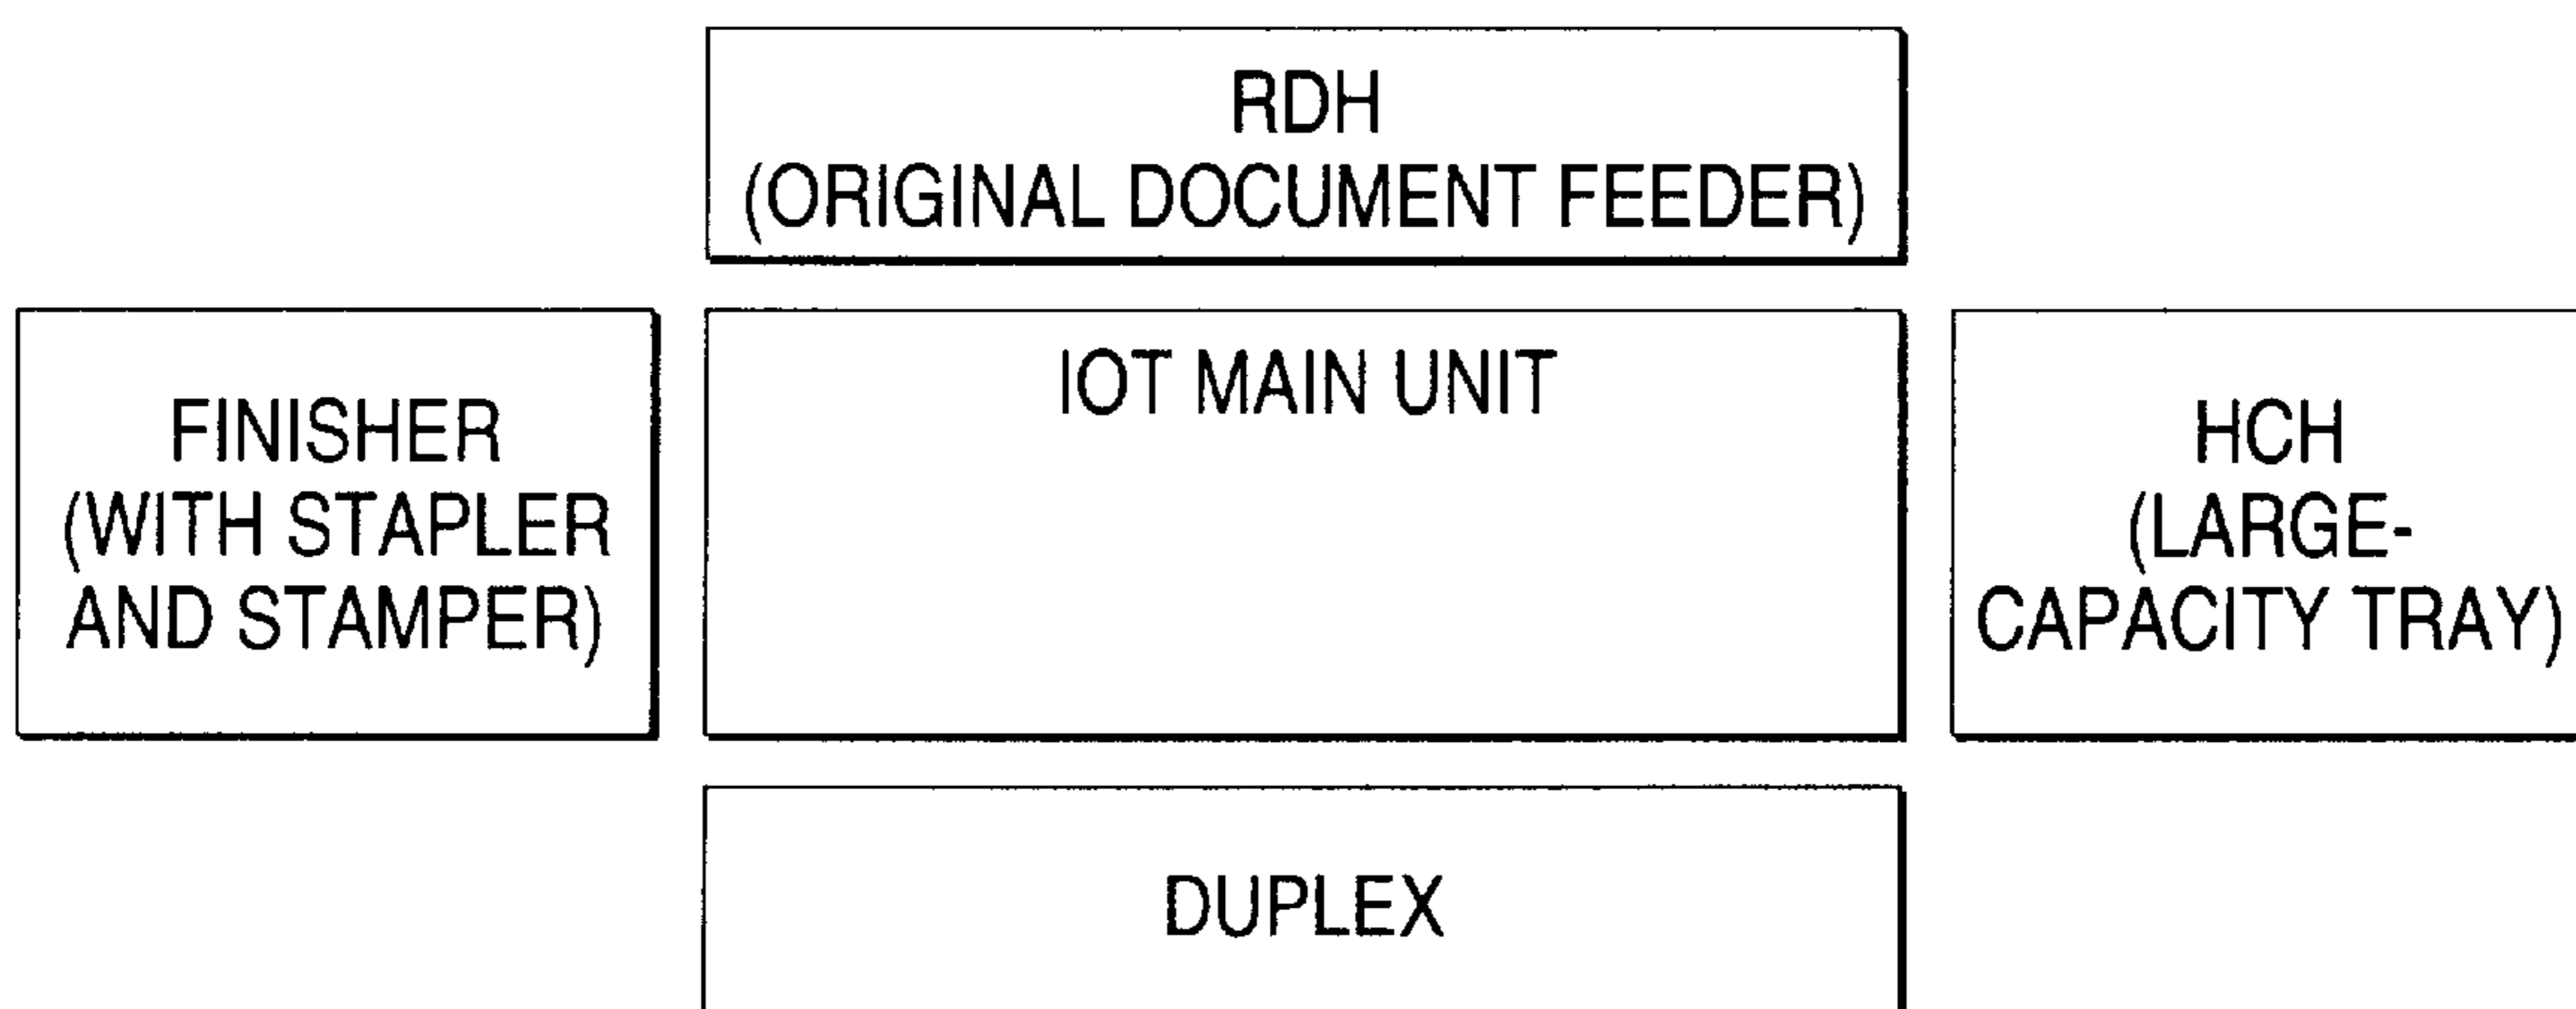 RDH
(ORIGINAL DOCUMENT FEEDER)
FINISHER
(WITH STAPLER
AND STAMPER)
IOT MAIN UNIT
HCH
(LARGE-
CAPACITY TRAY)
DUPLEX